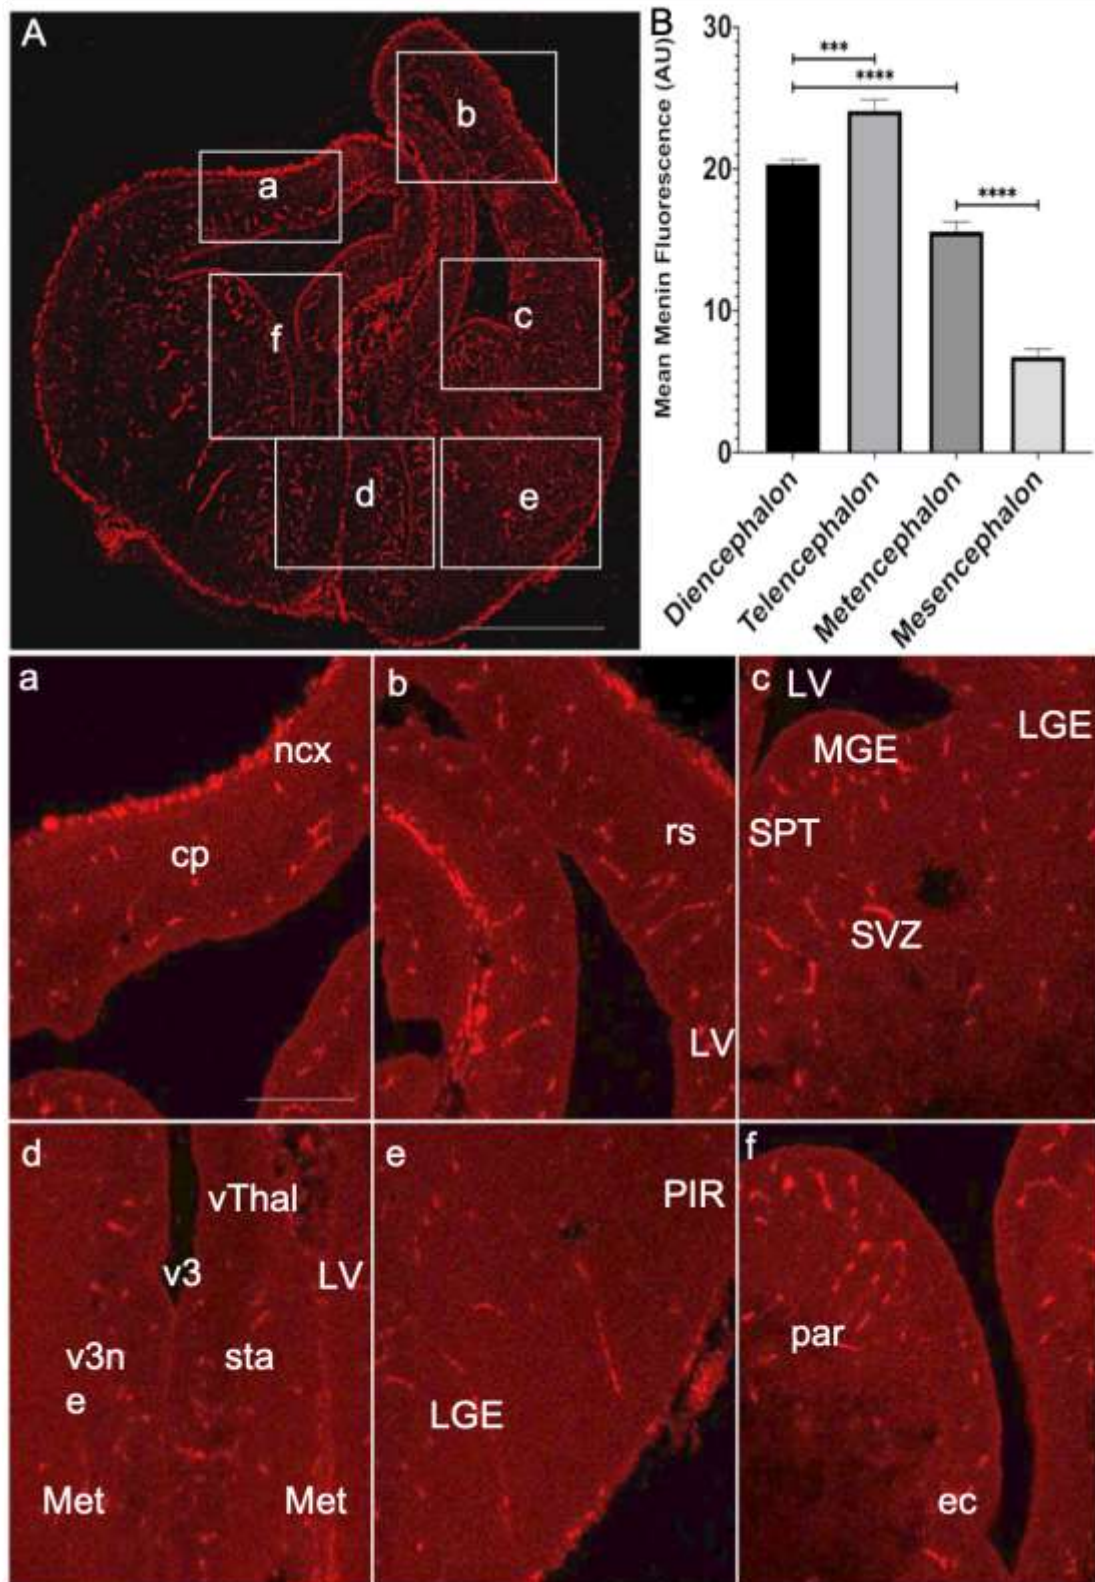 A
a
b
c
f
d
e
B
Mean Menin Fluorescence (AU)
30
20
10
0
***
****
****
Diencephalon
Telencephalon
Metencephalon
Mesencephalon
a
ncx
cp
b
rs
LV
c
LV
LGE
MGE
SPT
SVZ
d
vThal
v3
LV
v3n
e
sta
Met
Met
e
PIR
LGE
f
par
ec